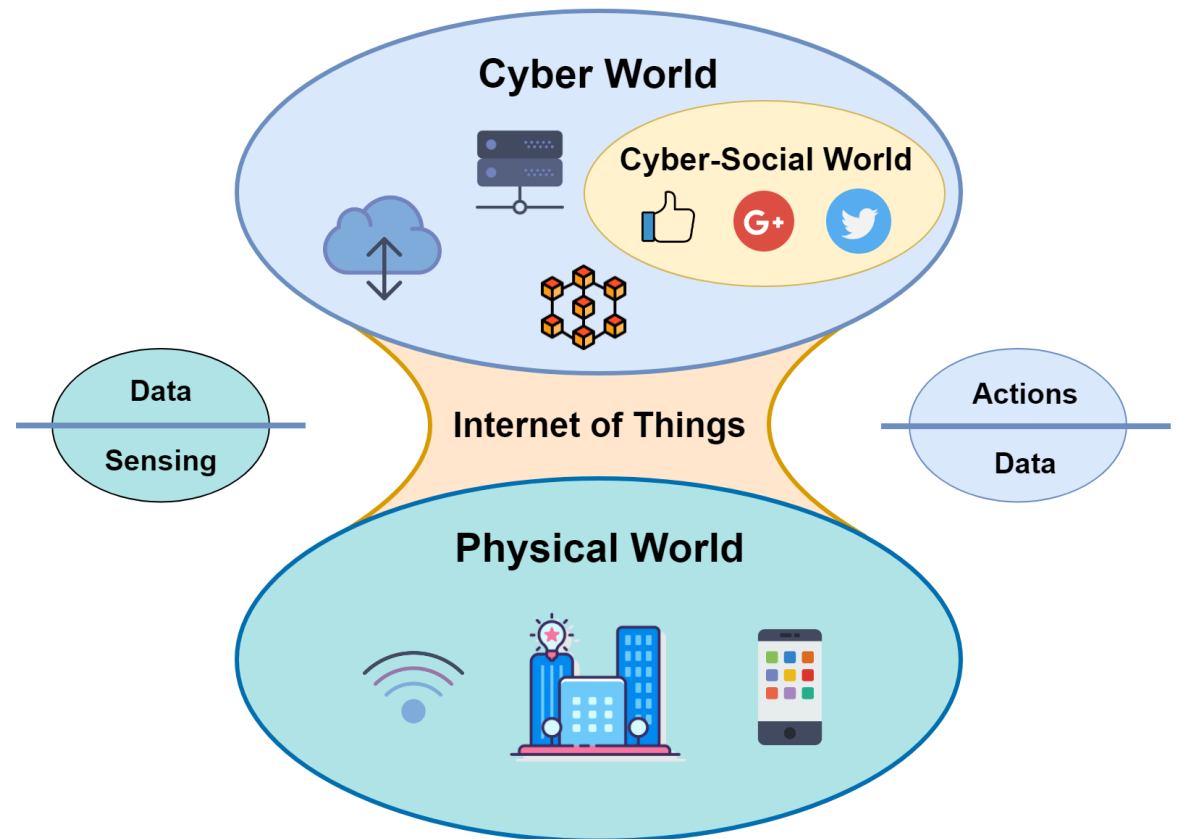 Cyber World
Cyber-Social World
G+
Data
Sensing
Internet of Things
Actions
Data
Physical World